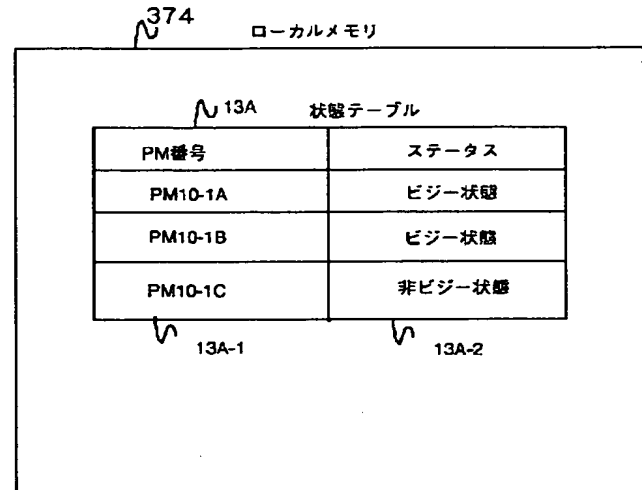 374
ローカルメモリ
13A 状態テーブル
PM番号 ステータス
PM10-1A ビジー状態
PM10-1B ビジー状態
PM10-1C 非ビジー状態
13A-1 13A-2